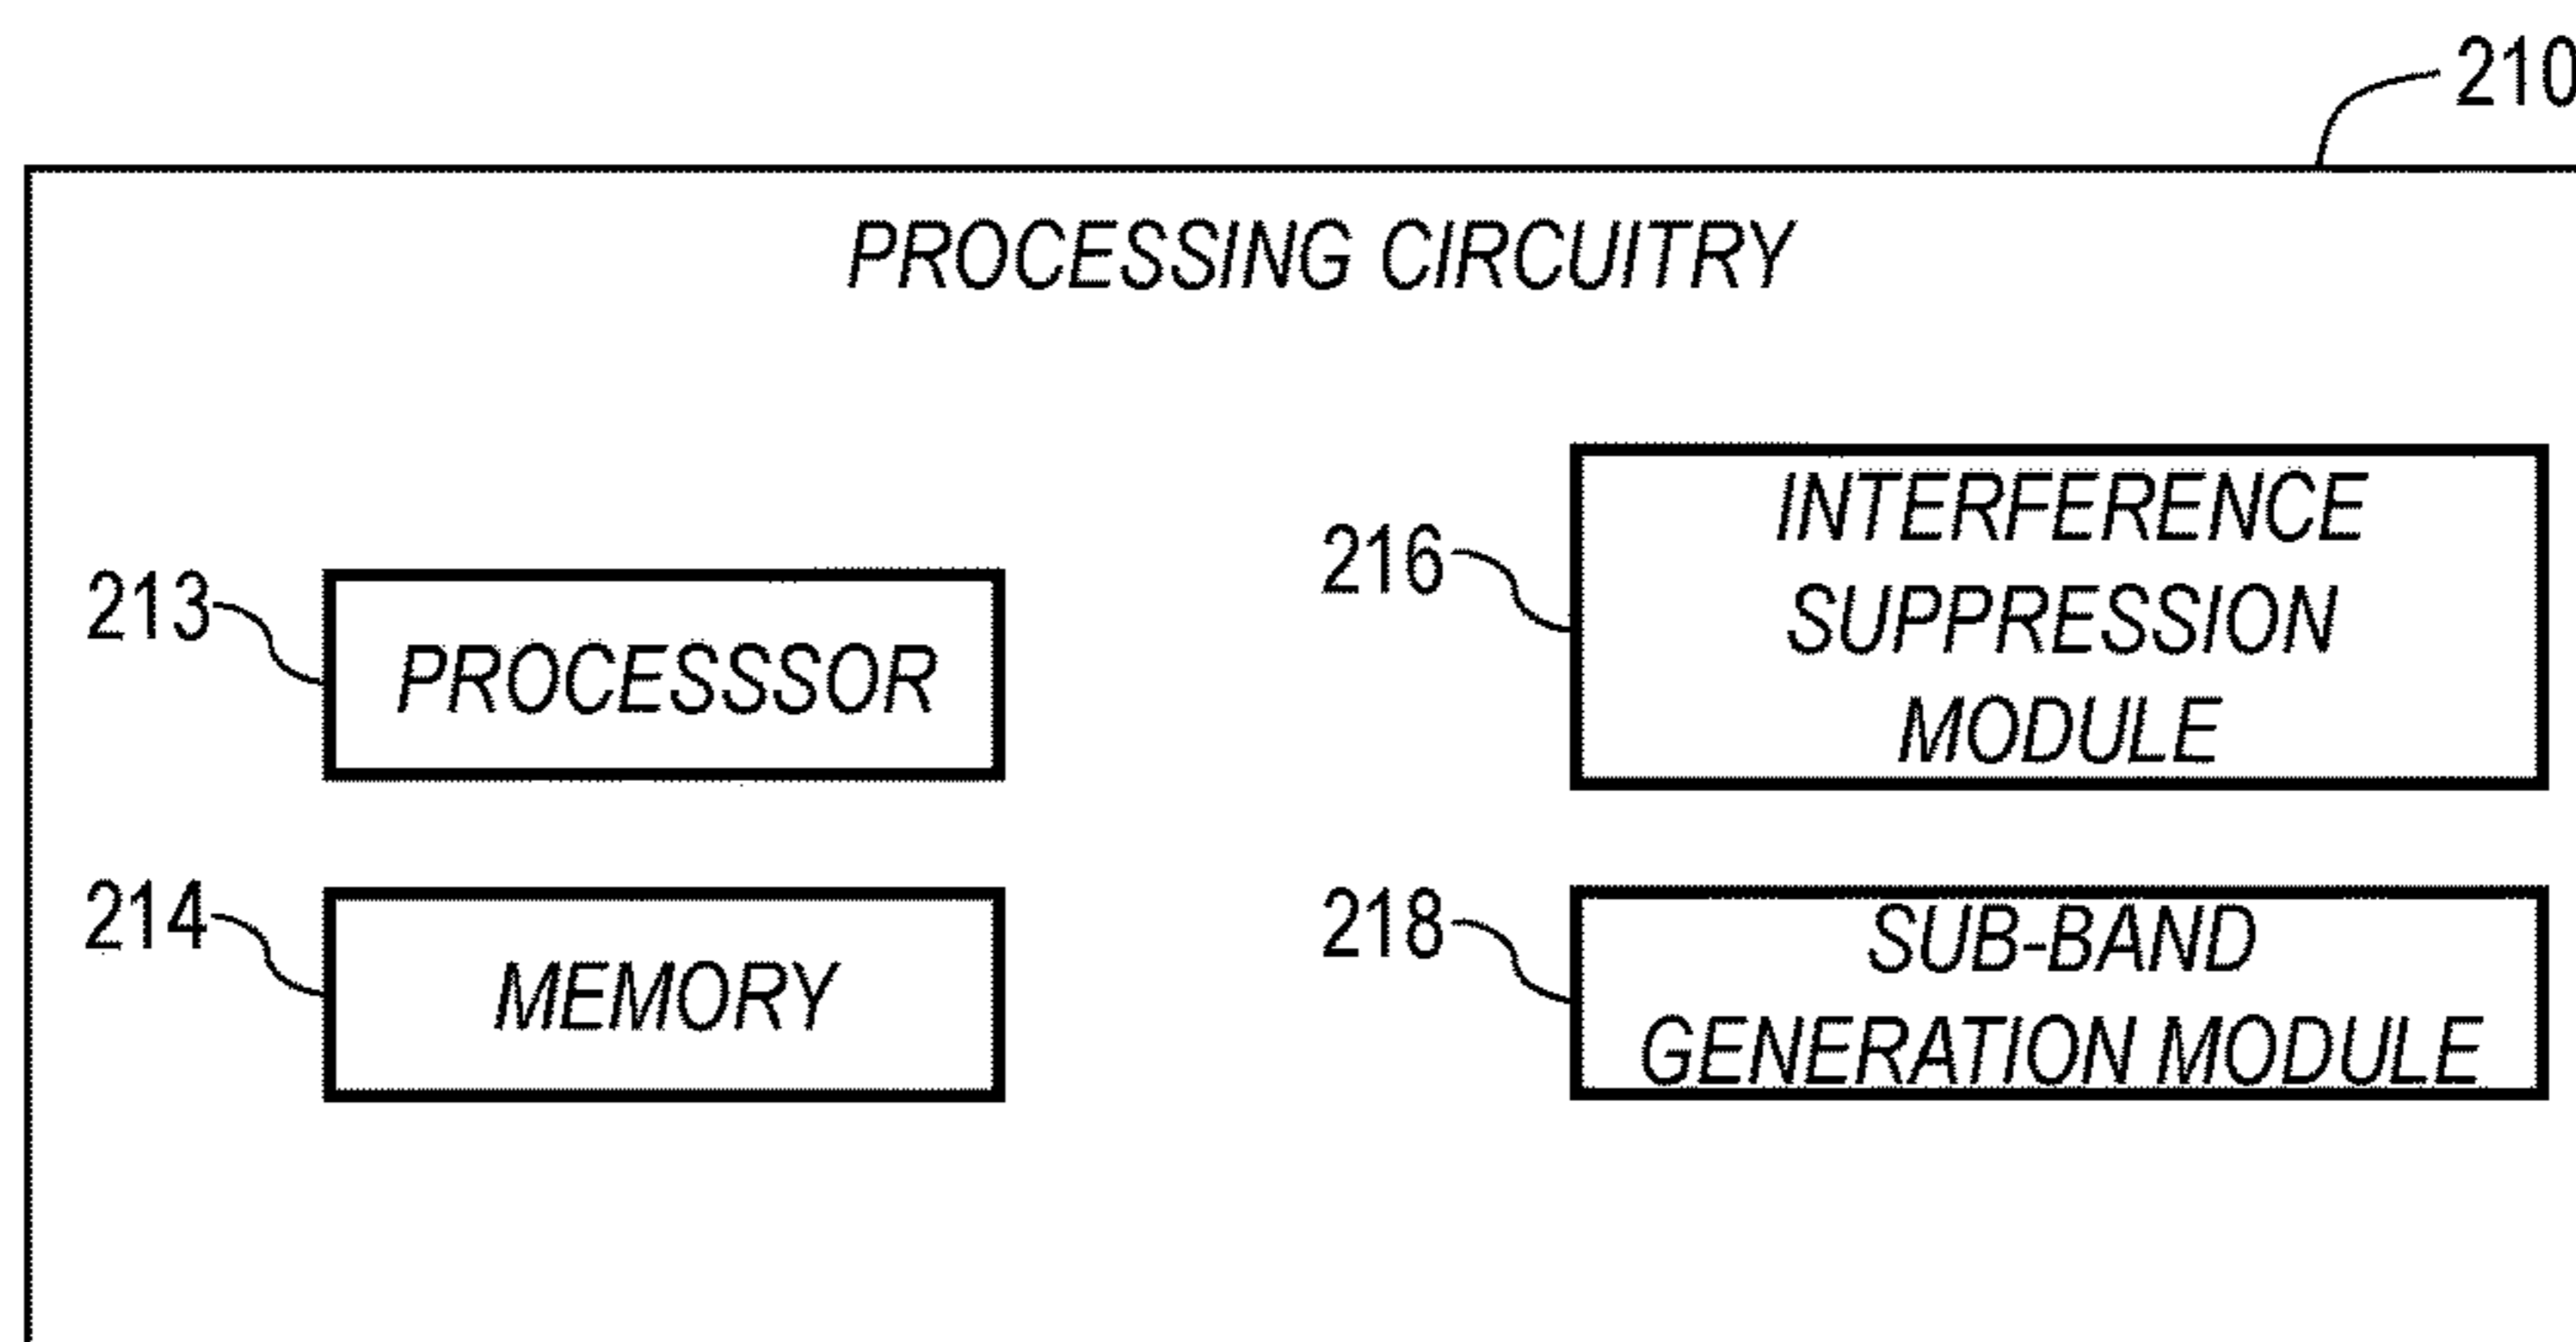 210
PROCESSING CIRCUITRY
213
PROCESSSOR
214
MEMORY
216
INTERFERENCE
SUPPRESSION
MODULE
218
SUB-BAND
GENERATION MODULE